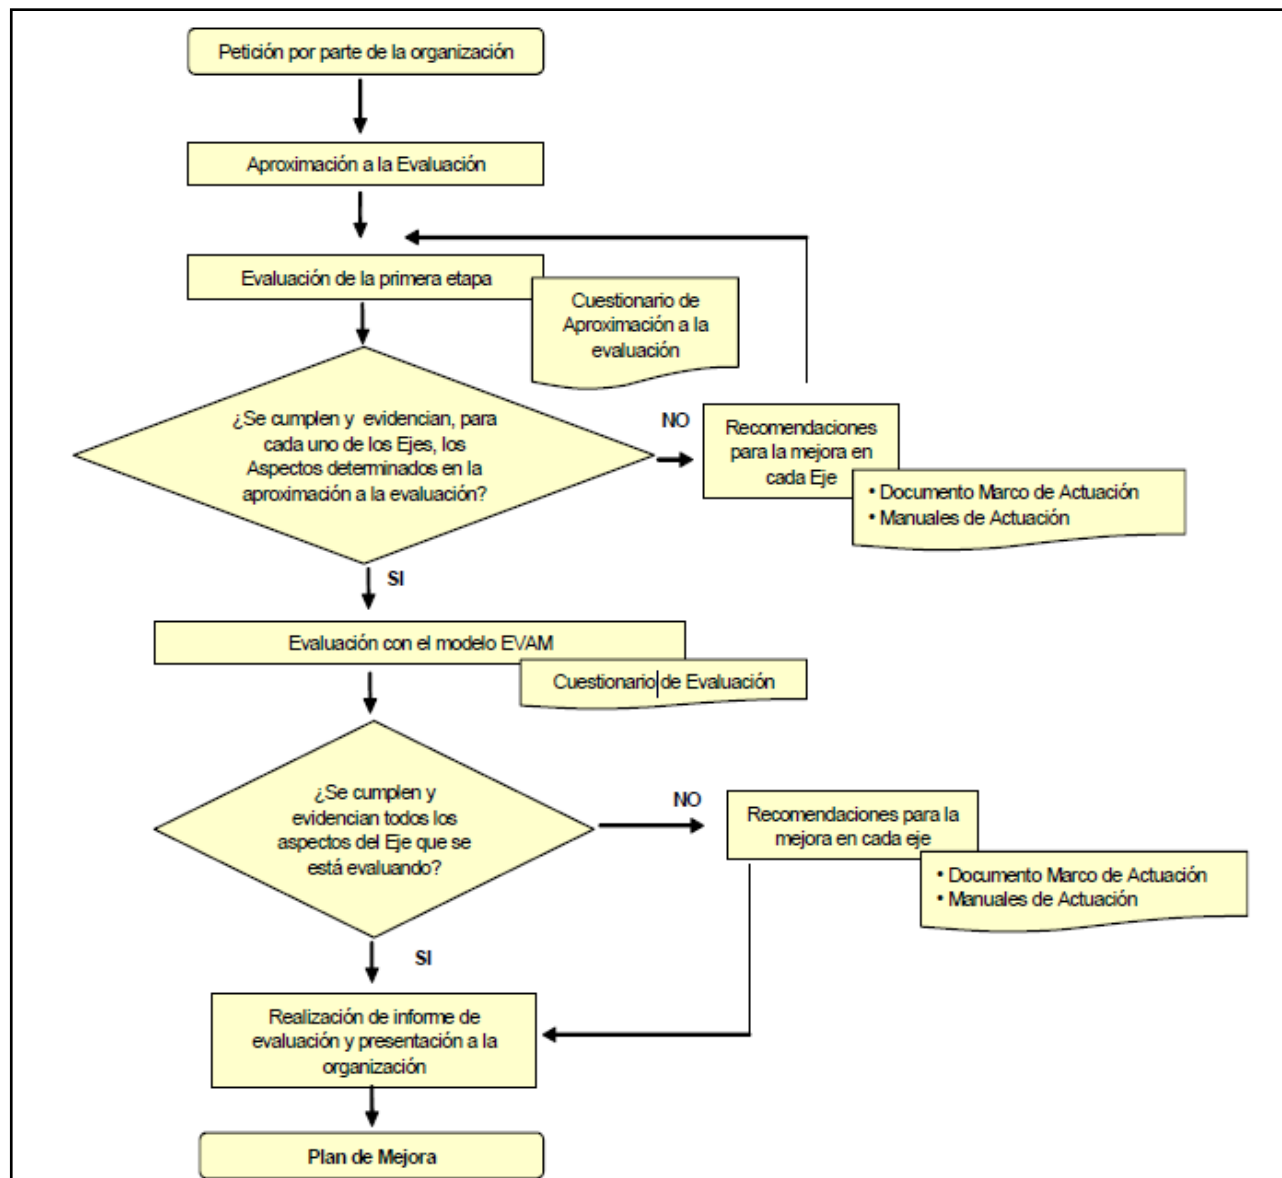 Petición por parte de la organización
Aproximación a la Evaluación
Evaluación de la primera etapa
Cuestionario de
Aproximación a la
evaluación
¿Se cumplen y evidencian, para
cada uno de los Ejes, los
Aspectos determinados en la
aproximación a la evaluación?
NO
Recomendaciones
para la mejora en
cada Eje
• Documento Marco de Actuación
• Manuales de Actuación
SI
Evaluación con el modelo EVAM
Cuestionario de Evaluación
¿Se cumplen y
evidencian todos los
aspectos del Eje que se
está evaluando?
NO
Recomendaciones para la
mejora en cada eje
• Documento Marco de Actuación
• Manuales de Actuación
SI
Realización de informe de
evaluación y presentación a la
organización
Plan de Mejora